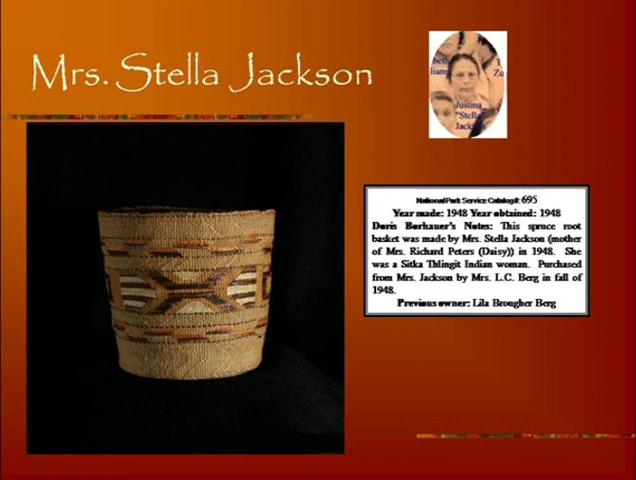 Mrs. Stella Jackson
Justina
"Stella"
National Park Service Catalog#: 695
Year made: 1948 Year obtained: 1948
Doris Borhauer's Notes: This spruce root
basket was made by Mrs. Stella Jackson (mother
of Mrs. Richard Peters (Daisy)) in 1948. She
was a Sitka Thlingit Indian woman. Purchased
from Mrs. Jackson by Mrs. L.C. Berg in fall of
1948.
Previous owner: Lila Brougher Berg